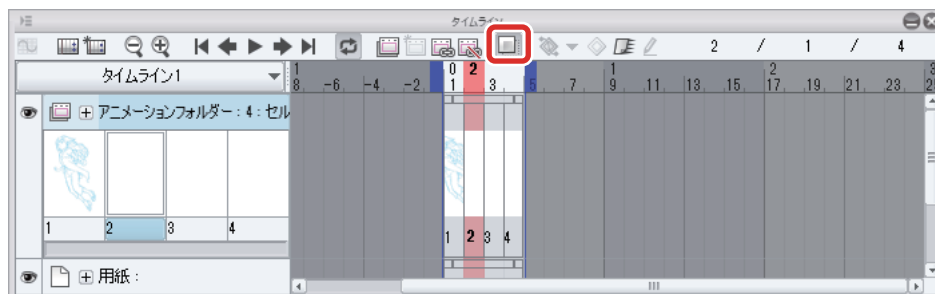 タイムライン
2 / 1 / 4
タイムライン1
1 0 2 1 2 3
8 -6 -4 -2 1 3 5 7 9 11 13 15 17 19 21 23 25
アニメーションフォルダー : 4 : セル
1 2 3 4
1 2 3 4
用紙 :